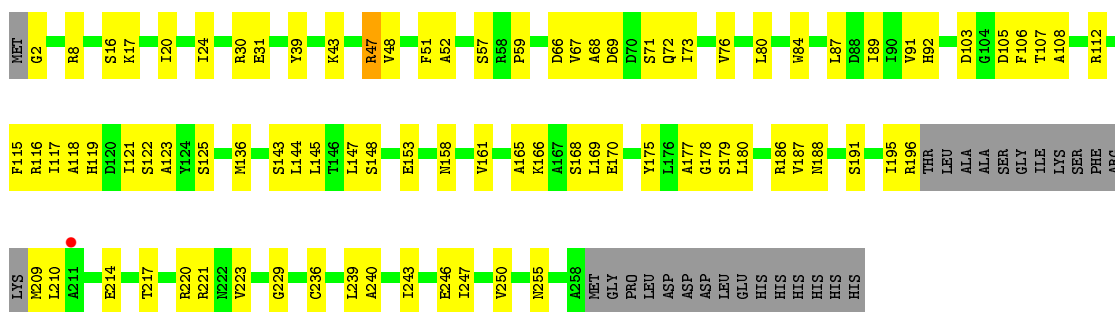 MET G2 R8 S16 K17 I20 I24 R30 E31 Y39 K43 R47 V48 F51 A52 S57 R58 P59 D66 V67 A68 D69 D70 S71 Q72 I73 V76 L80 W84 L87 D88 I89 I90 V91 H92 D103 G104 D105 F106 T107 A108 R112
F115 R116 I117 A118 H119 D120 I121 S122 A123 Y124 S125 M136 S143 L144 L145 T146 L147 S148 E153 N158 V161 A165 K166 A167 S168 L169 E170 Y175 L176 A177 G178 S179 L180 R186 V187 N188 S191 I195 R196 THR LEU ALA ALA SER GLY ILE LYS SER PHE ARG
LYS M209 L210 A211 E214 T217 R220 R221 N222 V223 G229 C236 L239 A240 I243 E246 I247 V250 N255 A258 MET GLY PRO LEU ASP ASP ASP LEU GLU HIS HIS HIS HIS HIS HIS